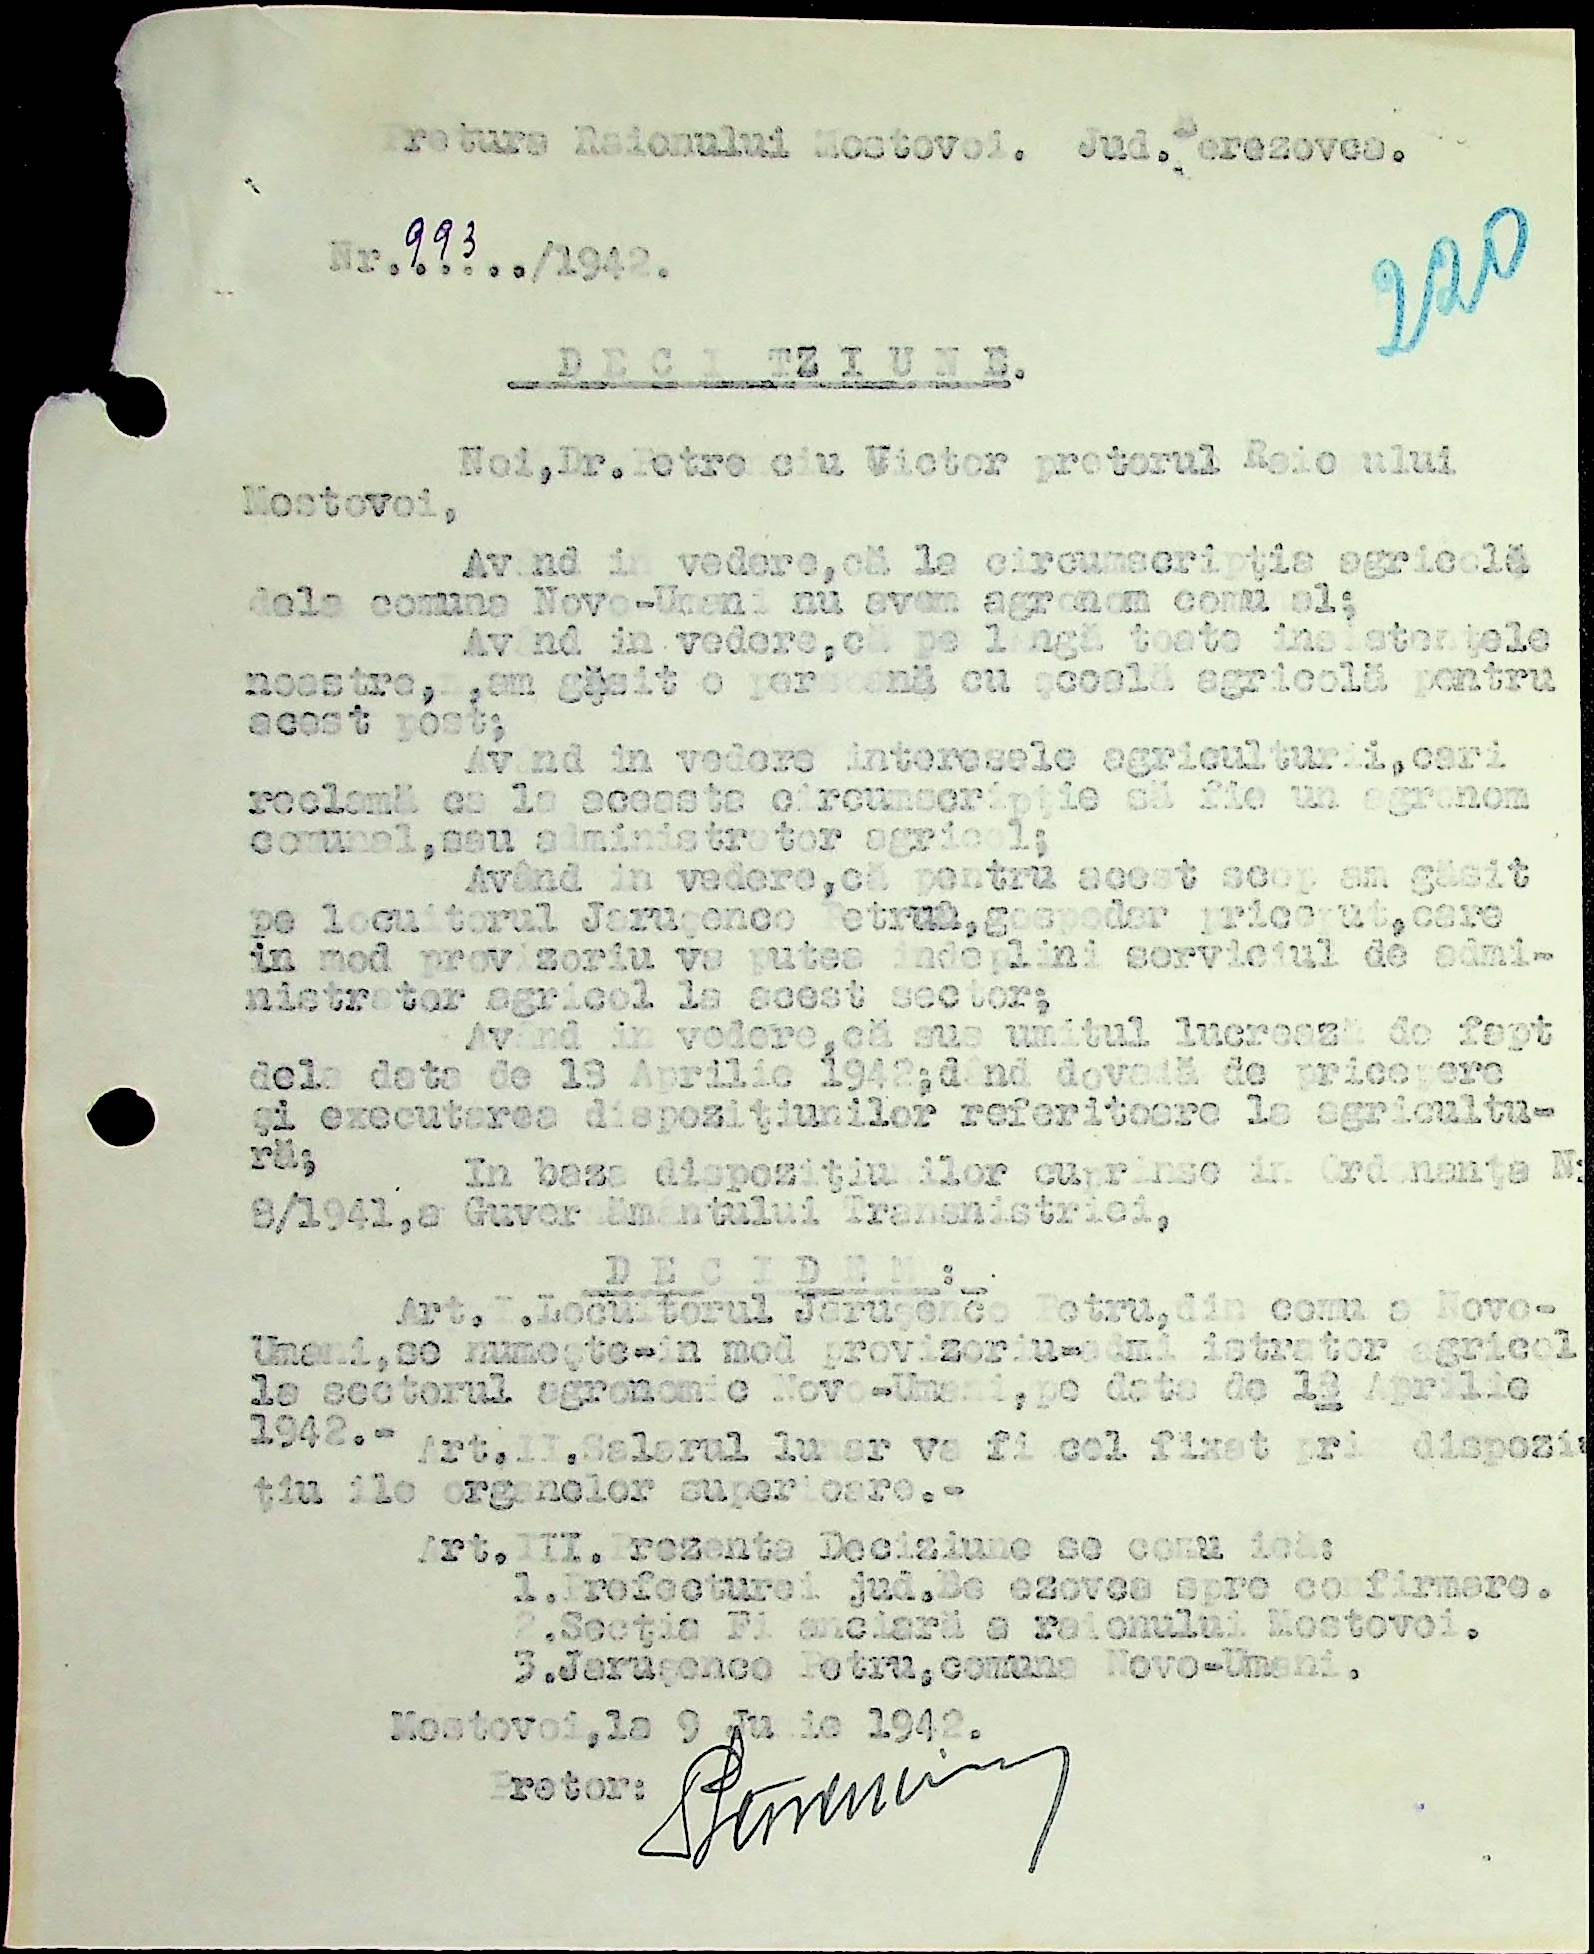 Pretura Raionului Mostovoi. Jud. Berezovca.
Nr.993../1942.
220
D E C I TZ I U N E.
Noi,Dr.Petrenciu Victor pretorul Raionului
Mostovoi,
Având in vedere,că la circumscripţia agricolă
dela comuna Novo-Umani nu avem agronom comunal;
Având in vedere,că pe lângă toate insistenţele
noastre, ,am găsit o persoană cu şcoală agricolă pentru
acest post;
Având in vedere interesele agriculturii,cari
reclamă ca la aceasta circumscripţie să fie un agronom
comunal,sau administrator agricol;
Având in vedere,că pentru acest scop am găsit
pe locuitorul Jaruşenco Petru,gospodar priceput,care
in mod provizoriu va putea indeplini serviciul de admi-
nistrator agricol la acest sector;
Având in vedere,că sus numitul lucrează de fapt
dela data de 13 Aprilie 1942;dând dovadă de pricepere
şi executarea dispoziţiunilor referitoare la agricultu-
ră;
In baza dispoziţiunilor cuprinse in Ordonanţa N:
8/1941,a Guvernământului Transnistriei,
D E C I D E M :
Art.I.Locuitorul Jaruşenco Petru,din comuna Novo-
Umani,se numeşte-in mod provizoriu-administrator agricol
la sectorul agronomic Novo-Umani,pe data de 13 Aprilie
1942.-
Art.II.Salarul lunar va fi cel fixat prin dispozi-
ţiunile organelor superioare.-
Art.III.Prezenta Deciziune se comunică:
1.Prefecturei jud.Berezovca spre confirmare.
2.Secţia Financiară a raionului Mostovoi.
3.Jaruşenco Petru,comuna Novo-Umani.
Mostovoi,la 9 Junie 1942.
Pretor: